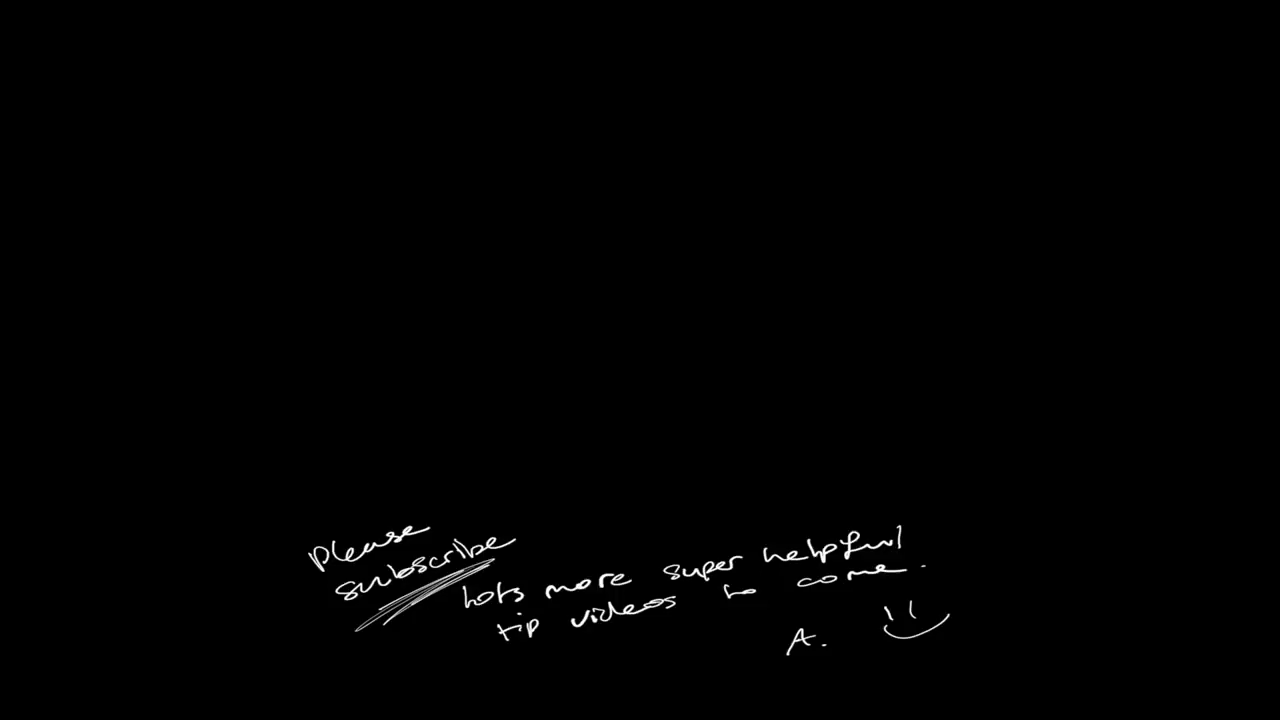 please
subscribe
lots more super helpful
tip videos to come.
A.